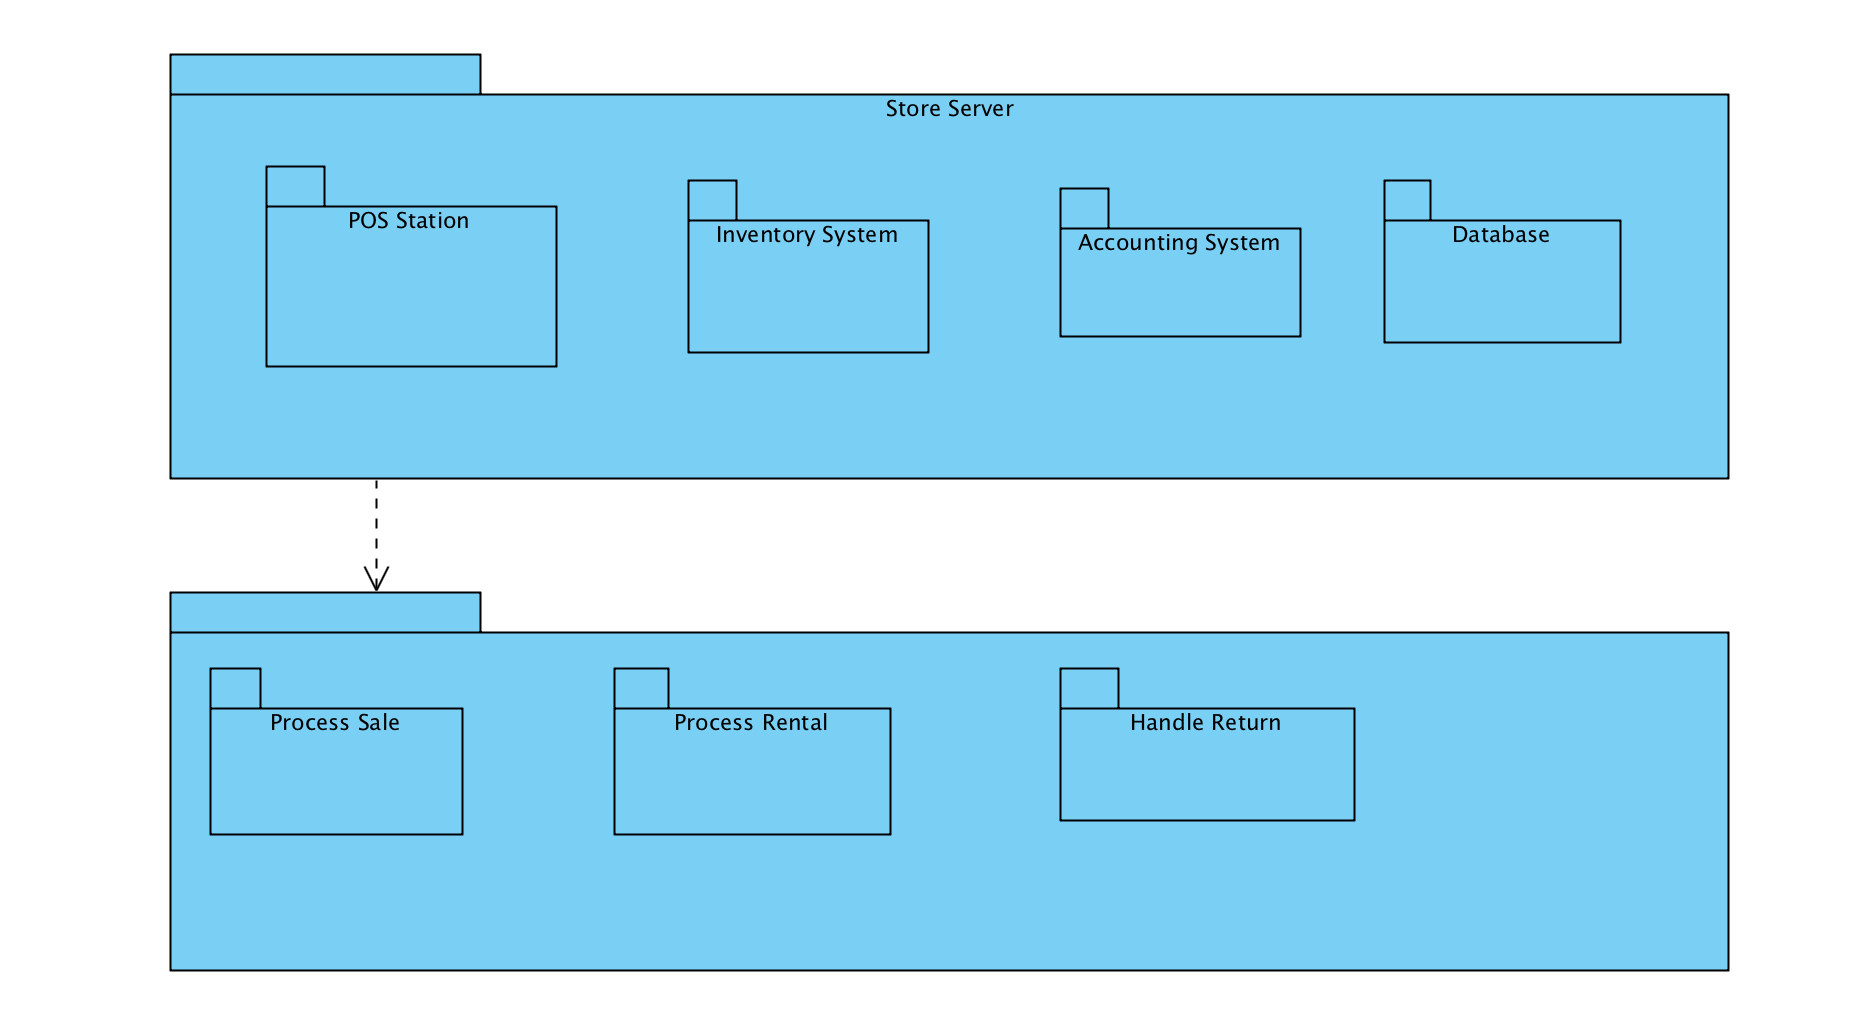 Store Server
POS Station
Inventory System
Accounting System
Database
Process Sale
Process Rental
Handle Return